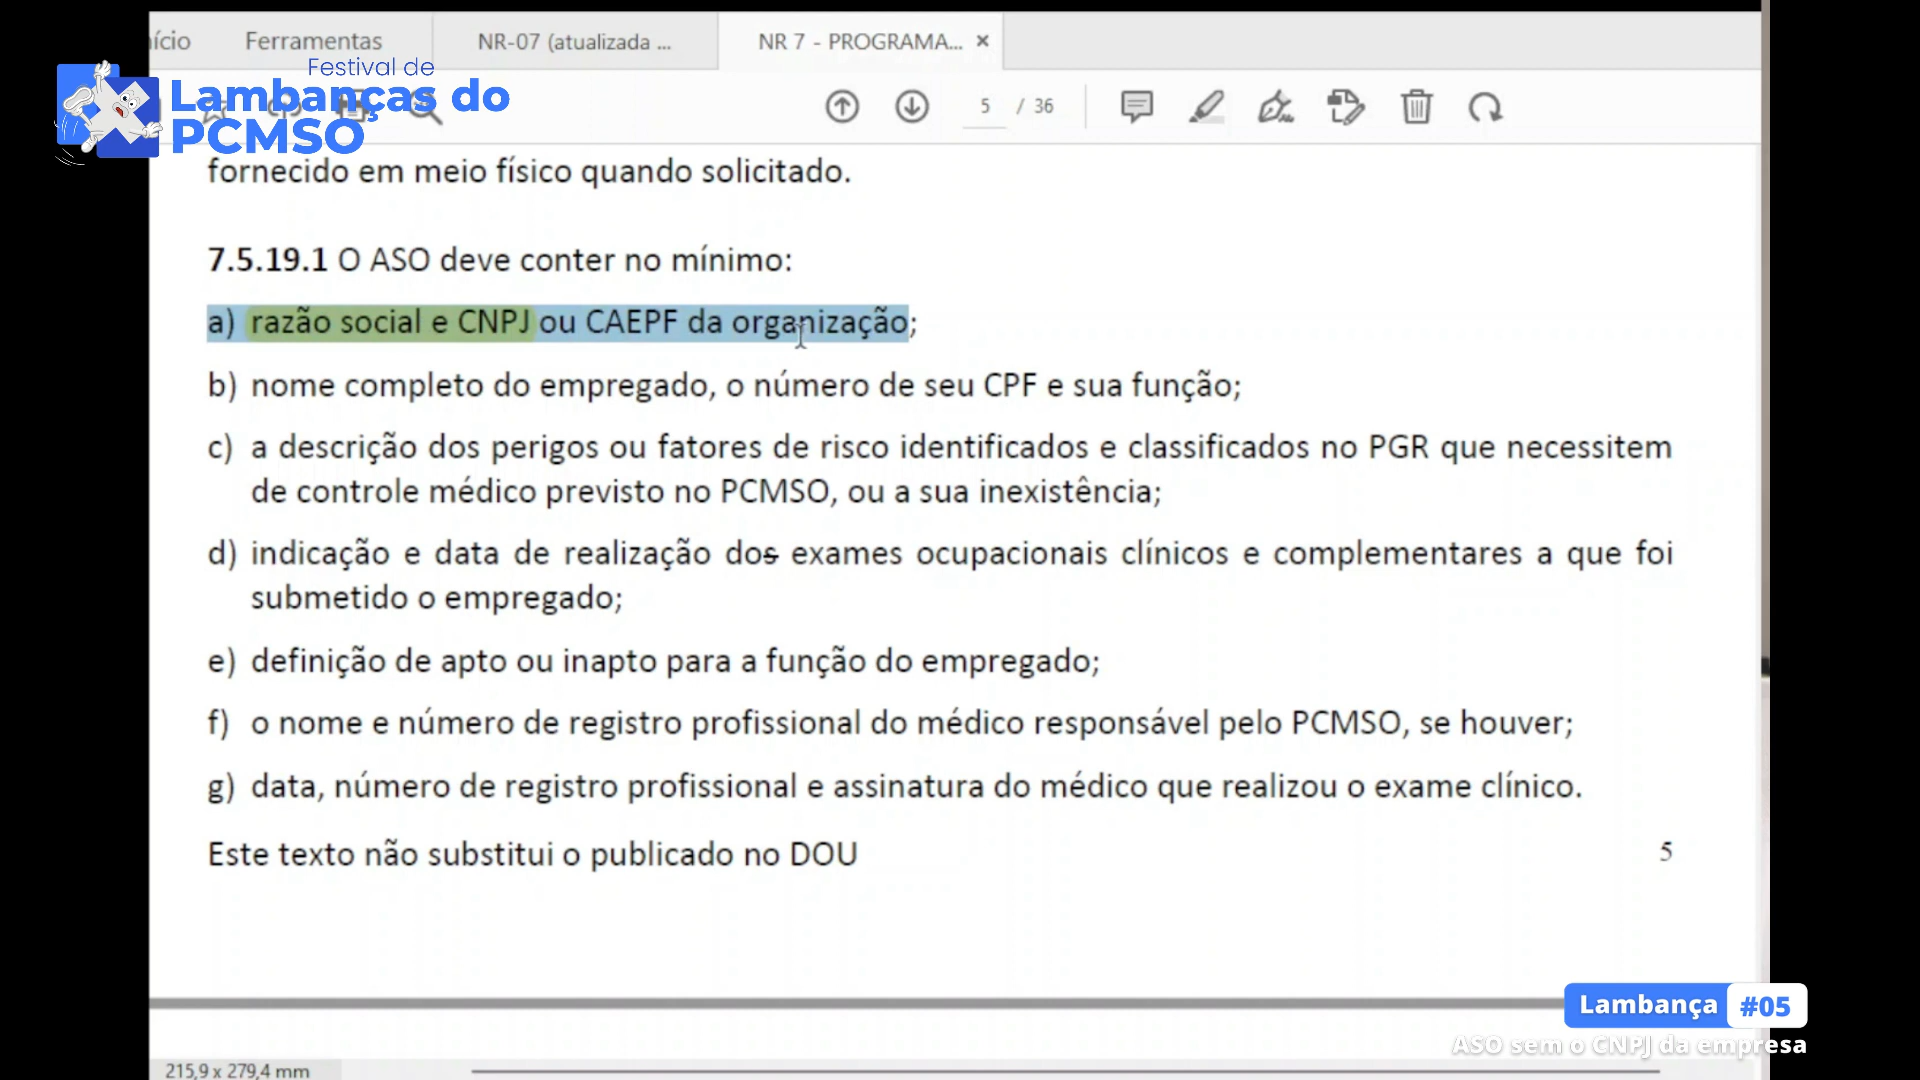 ício
Ferramentas
NR-07 (atualizada ...
NR 7 - PROGRAMA... ×
Festival de
Lambanças do
PCMSO
5 / 36
fornecido em meio físico quando solicitado.
7.5.19.1 O ASO deve conter no mínimo:
a) razão social e CNPJ ou CAEPF da organização;
b) nome completo do empregado, o número de seu CPF e sua função;
c) a descrição dos perigos ou fatores de risco identificados e classificados no PGR que necessitem
de controle médico previsto no PCMSO, ou a sua inexistência;
d) indicação e data de realização dos exames ocupacionais clínicos e complementares a que foi
submetido o empregado;
e) definição de apto ou inapto para a função do empregado;
f) o nome e número de registro profissional do médico responsável pelo PCMSO, se houver;
g) data, número de registro profissional e assinatura do médico que realizou o exame clínico.
Este texto não substitui o publicado no DOU
5
Lambança #05
ASO sem o CNPJ da empresa
215,9 x 279,4 mm